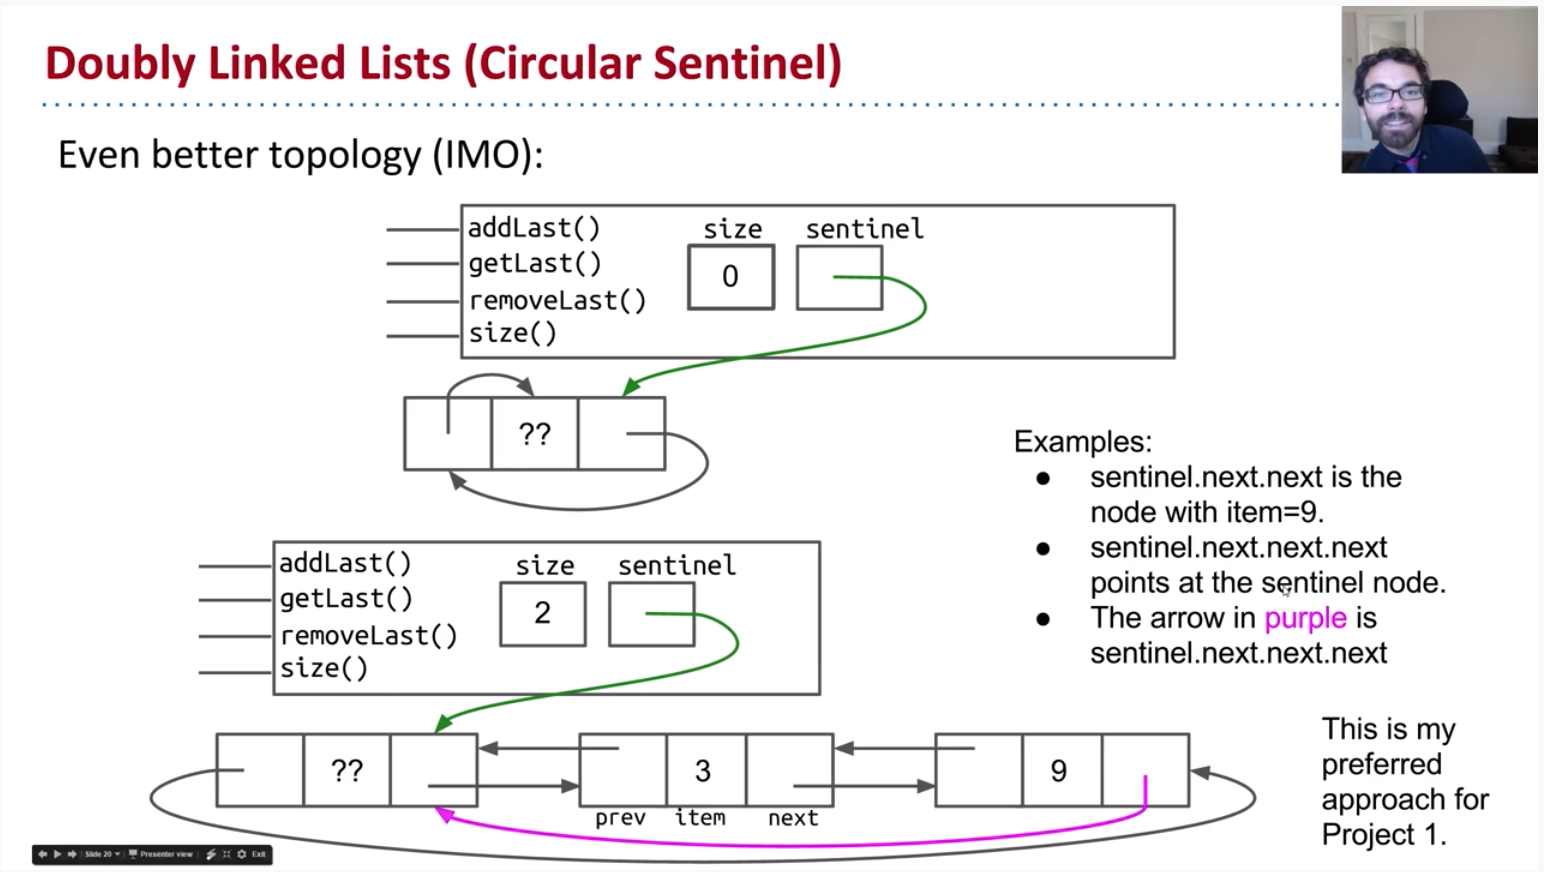 Doubly Linked Lists (Circular Sentinel)
Even better topology (IMO):
addLast()
getLast()
removeLast()
size()
size
sentinel
0
??
addLast()
getLast()
removeLast()
size()
size
sentinel
2
??
3
9
prev
item
next
Examples:
● sentinel.next.next is the
node with item=9.
● sentinel.next.next.next
points at the sentinel node.
● The arrow in purple is
sentinel.next.next.next
This is my
preferred
approach for
Project 1.
Slide 20
Presenter view
Exit